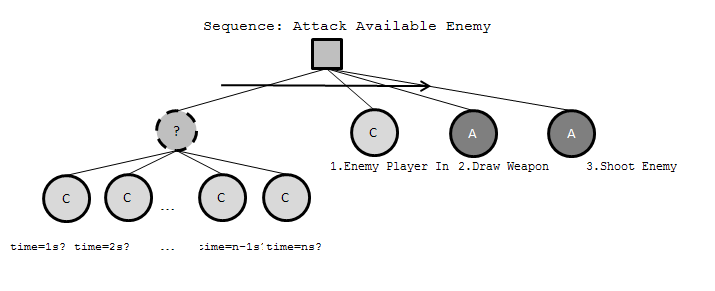 Sequence: Attack Available Enemy
?
C
A
A
1.Enemy Player In 2.Draw Weapon 3.Shoot Enemy
C
C
...
C
C
time=1s? time=2s? ... time=n-1s? time=ns?